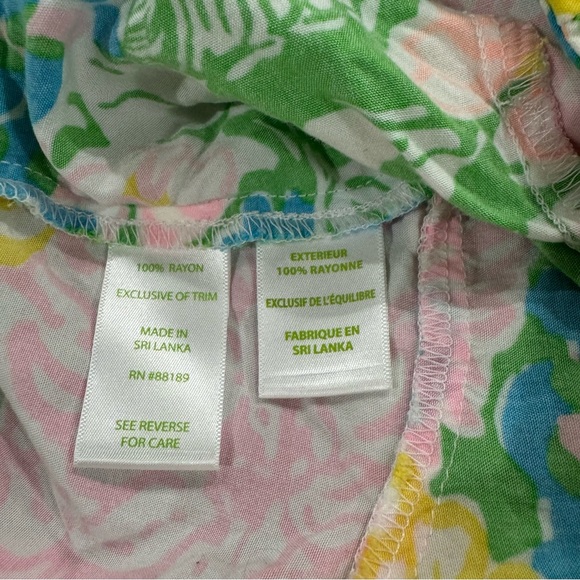 100% RAYON
EXCLUSIVE OF TRIM
MADE IN
SRI LANKA
RN #88189
SEE REVERSE
FOR CARE
EXTERIEUR
100% RAYONNE
EXCLUSIF DE L'ÉQUILIBRE
FABRIQUE EN
SRI LANKA